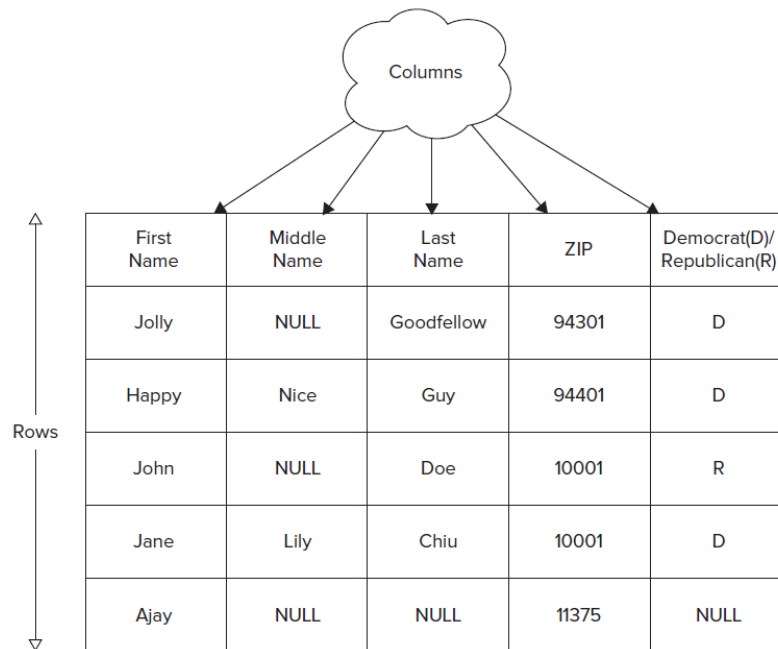 Columns
First
Name
Middle
Name
Last
Name
ZIP
Democrat(D)/
Republican(R)
Jolly
NULL
Goodfellow
94301
D
Happy
Nice
Guy
94401
D
Rows
John
NULL
Doe
10001
R
Jane
Lily
Chiu
10001
D
Ajay
NULL
NULL
11375
NULL